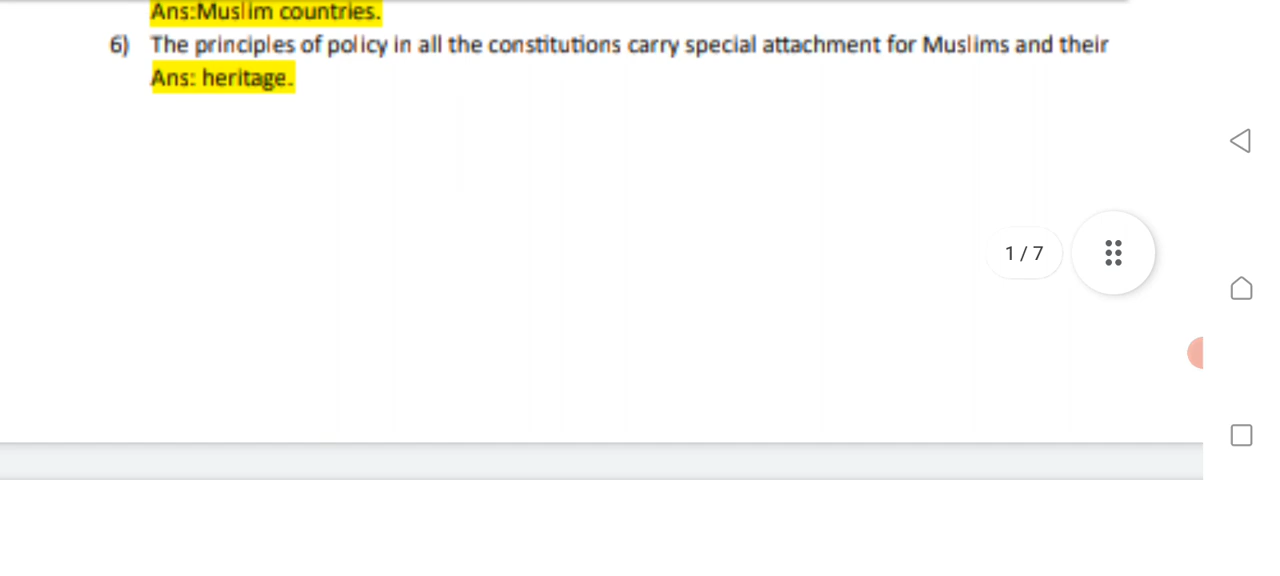 Ans:Muslim countries.
6) The principles of policy in all the constitutions carry special attachment for Muslims and their
Ans: heritage.
1 / 7